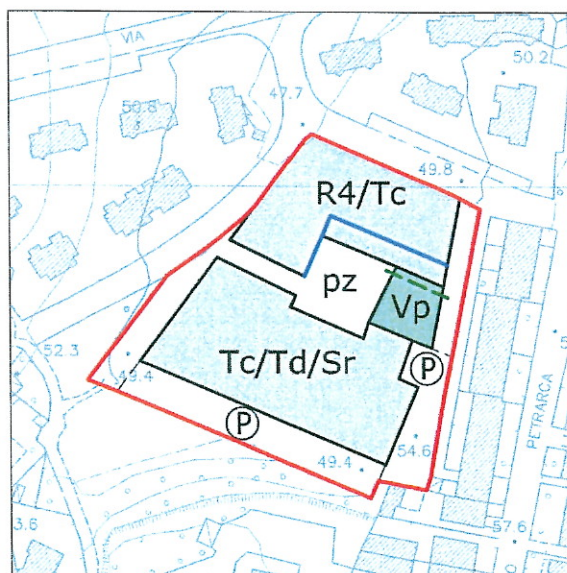 VIA
50.2
50.8
47.7
49.8
R4/Tc
pz
Vp
52.3
49.4
Tc/Td/Sr
P
P
PETRARCA
49.4
54.6
3.6
57.6